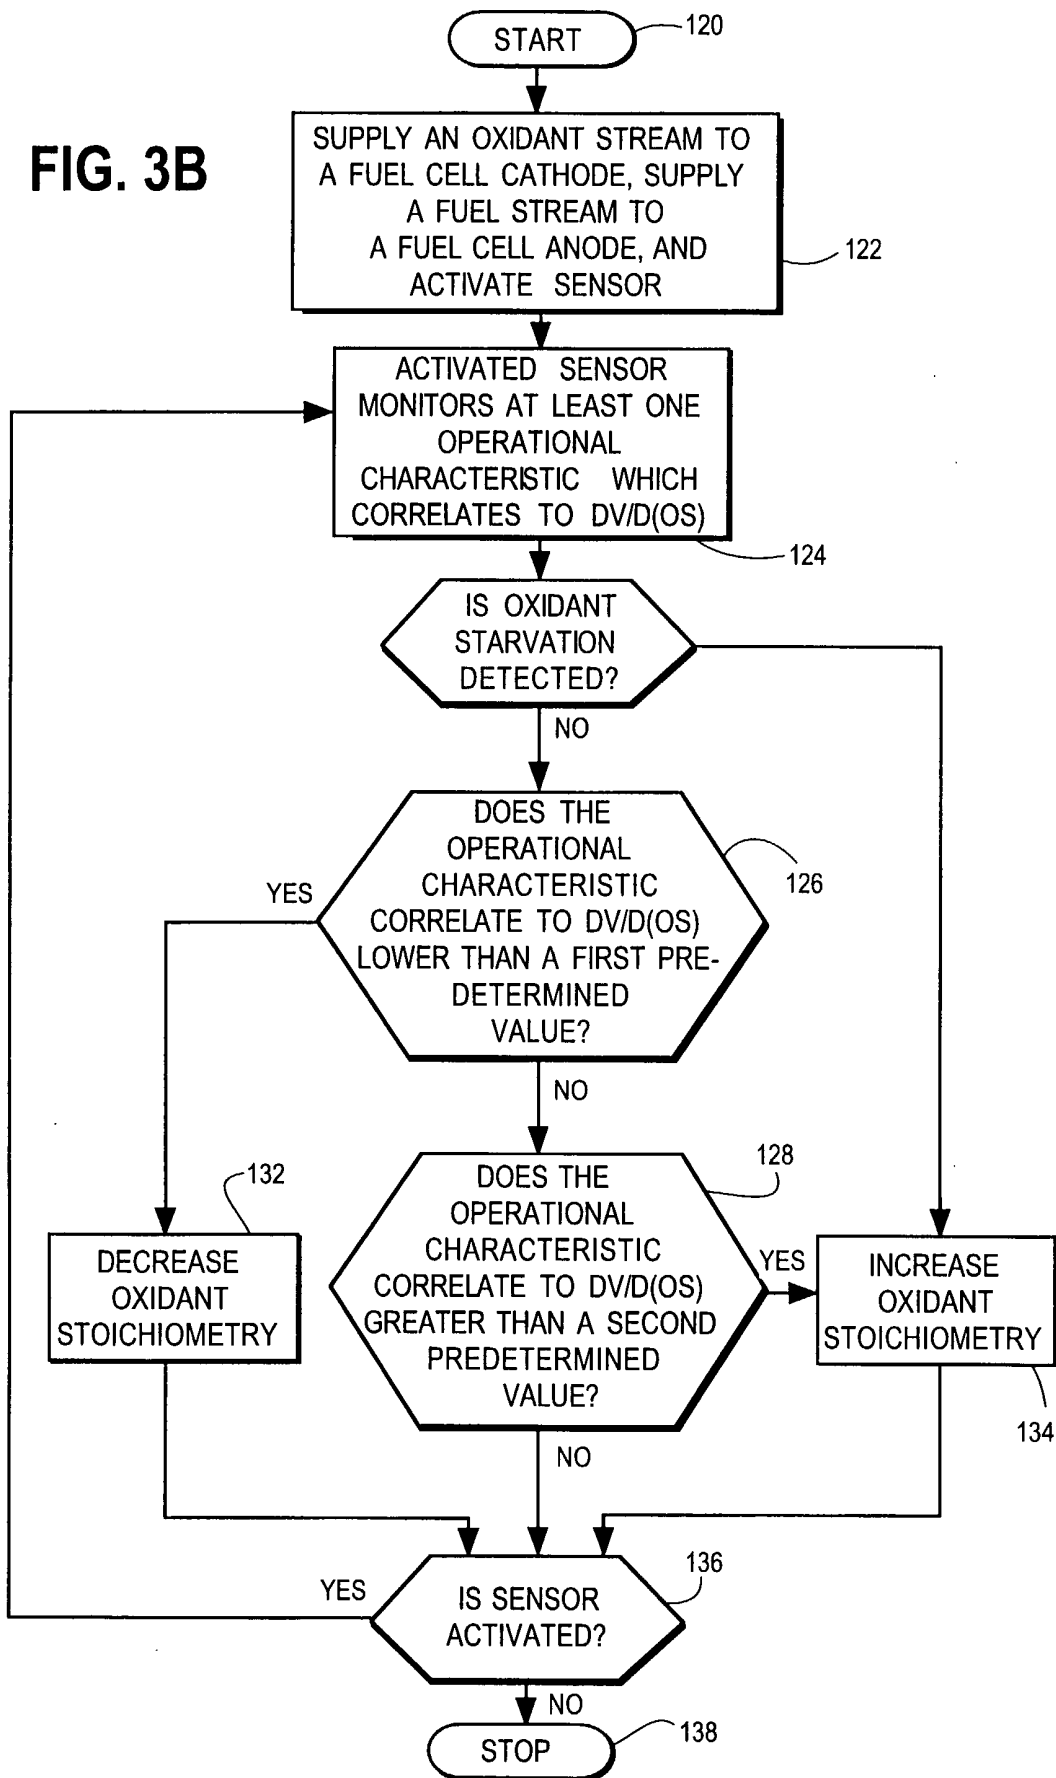 START
120
FIG. 3B
SUPPLY AN OXIDANT STREAM TO
A FUEL CELL CATHODE, SUPPLY
A FUEL STREAM TO
A FUEL CELL ANODE, AND
ACTIVATE SENSOR
122
ACTIVATED SENSOR
MONITORS AT LEAST ONE
OPERATIONAL
CHARACTERISTIC WHICH
CORRELATES TO DV/D(OS)
124
IS OXIDANT
STARVATION
DETECTED?
NO
DOES THE
OPERATIONAL
CHARACTERISTIC
CORRELATE TO DV/D(OS)
LOWER THAN A FIRST PRE-
DETERMINED
VALUE?
126
YES
NO
DOES THE
OPERATIONAL
CHARACTERISTIC
CORRELATE TO DV/D(OS)
GREATER THAN A SECOND
PREDETERMINED
VALUE?
128
YES
132
DECREASE
OXIDANT
STOICHIOMETRY
INCREASE
OXIDANT
STOICHIOMETRY
134
NO
YES
IS SENSOR
ACTIVATED?
136
NO
STOP
138